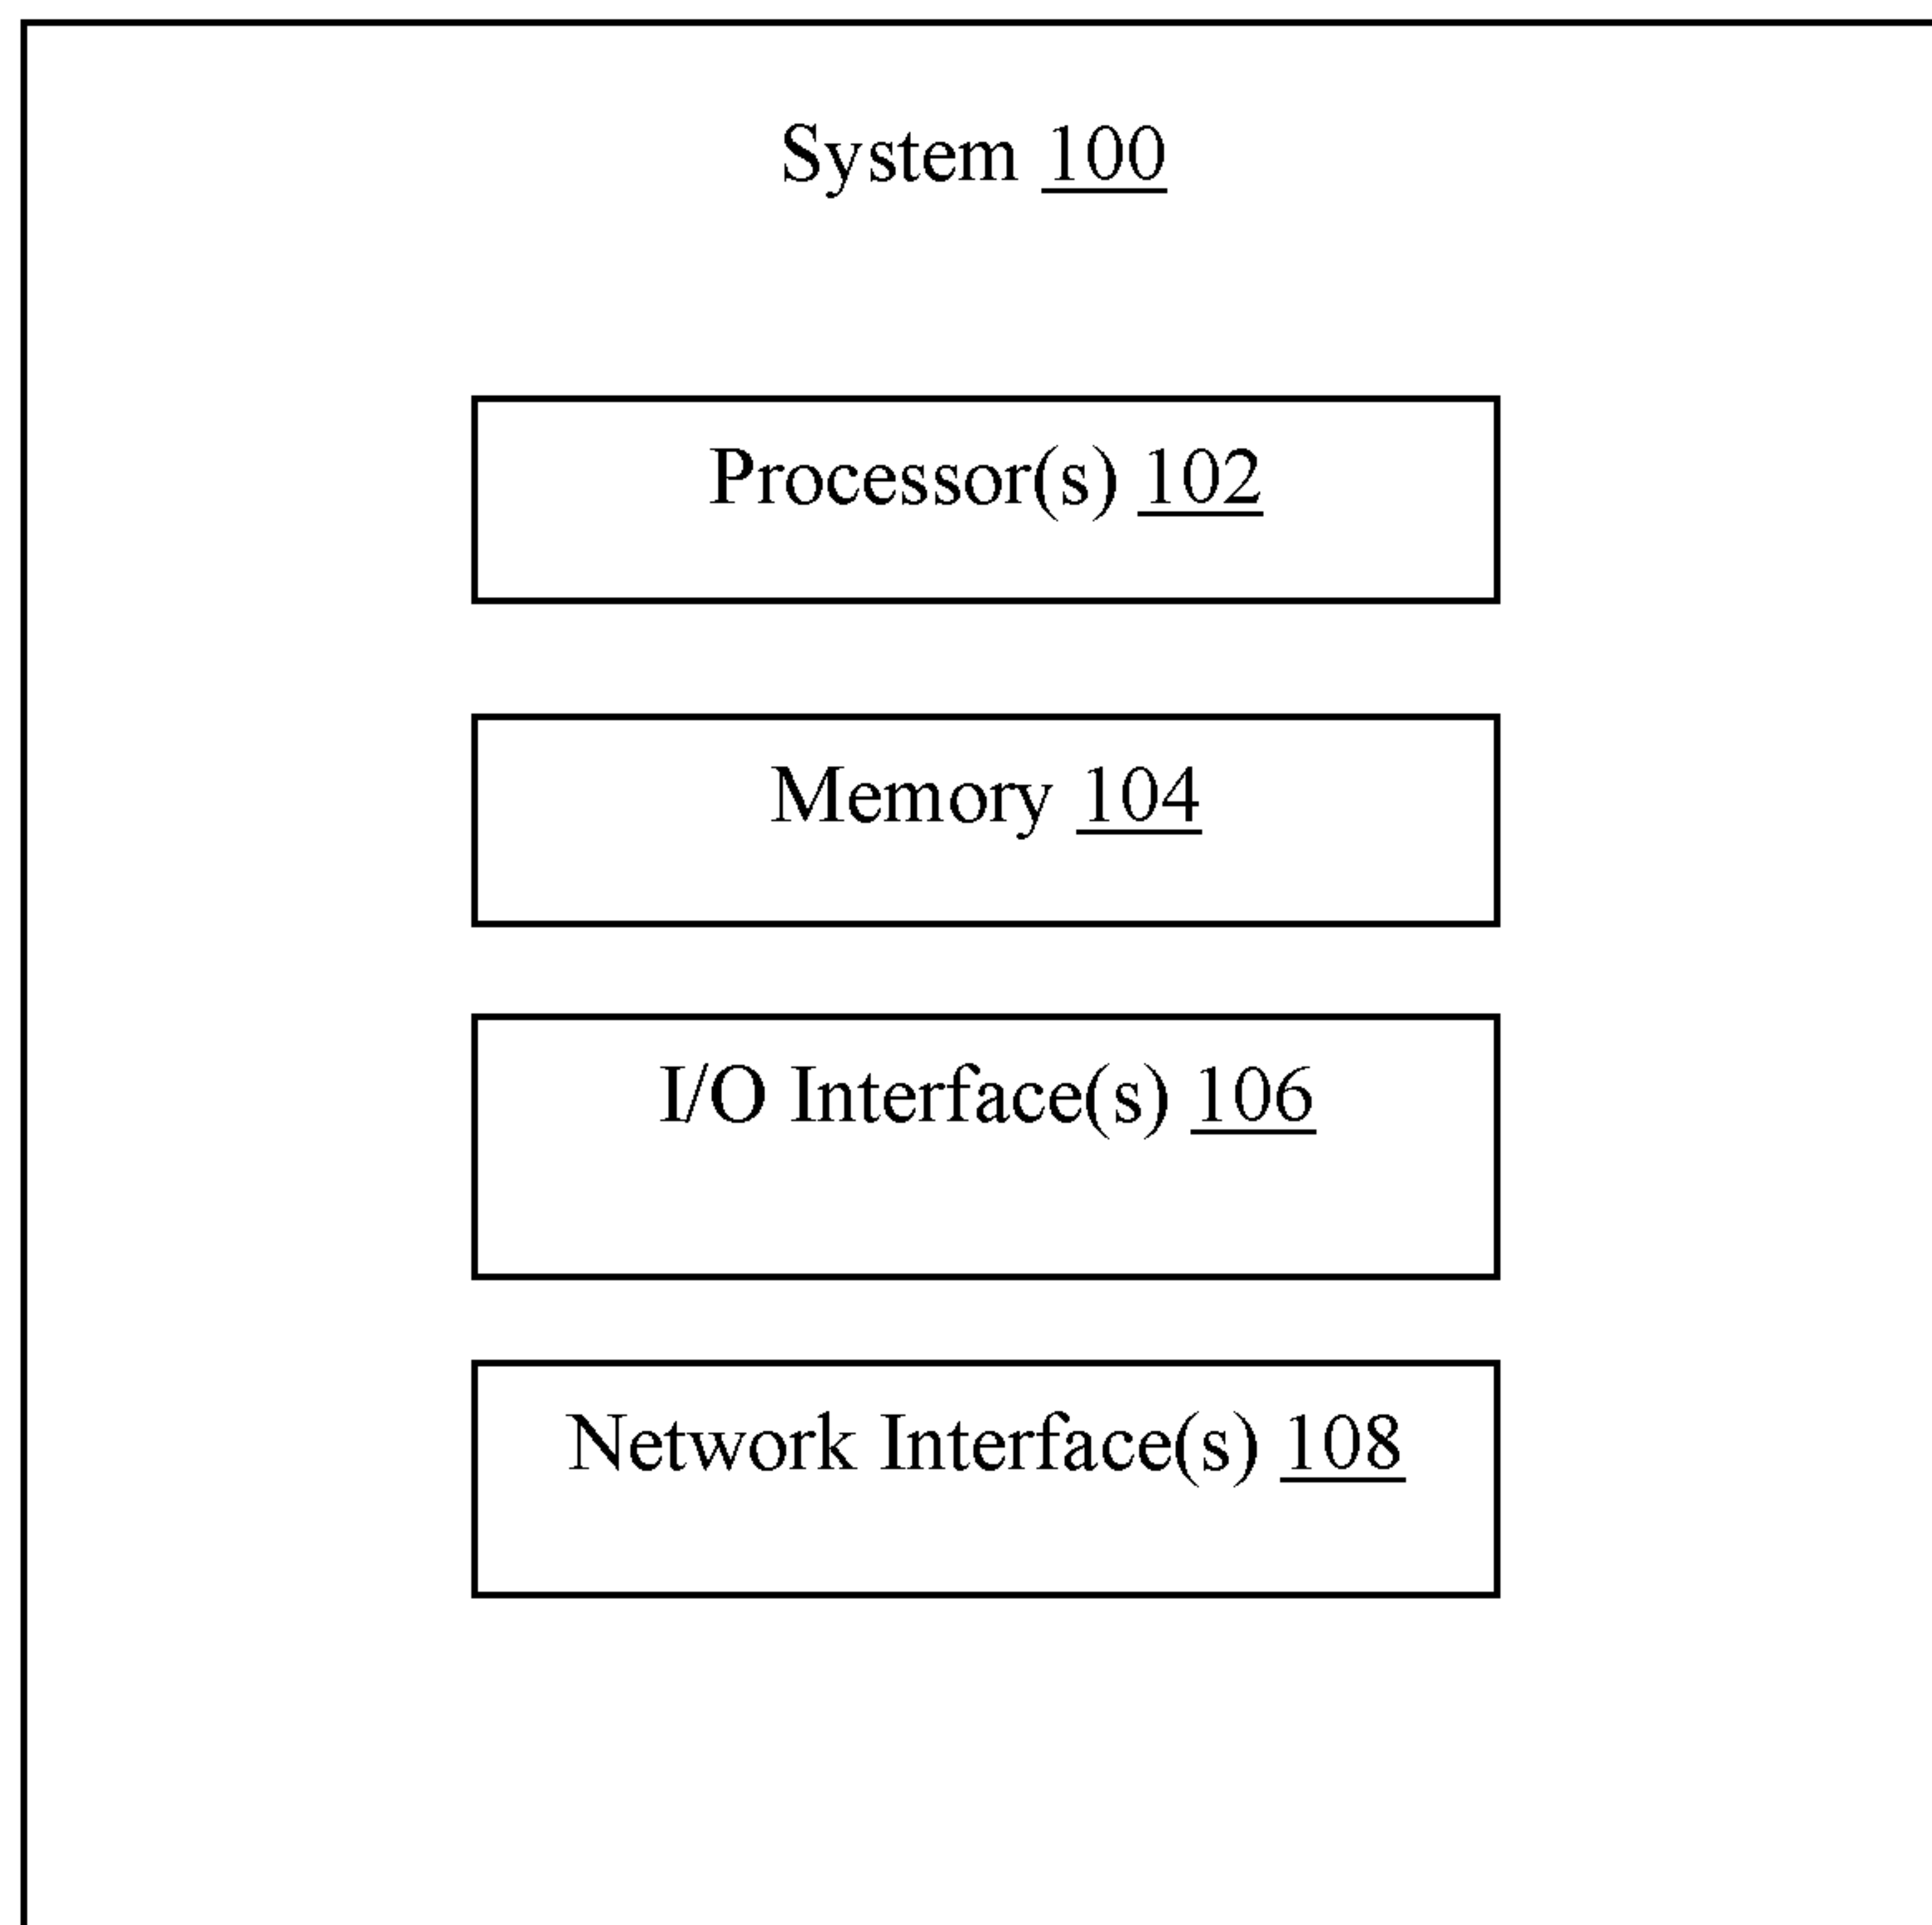 System 100
Processor(s) 102
Memory 104
I/O Interface(s) 106
Network Interface(s) 108